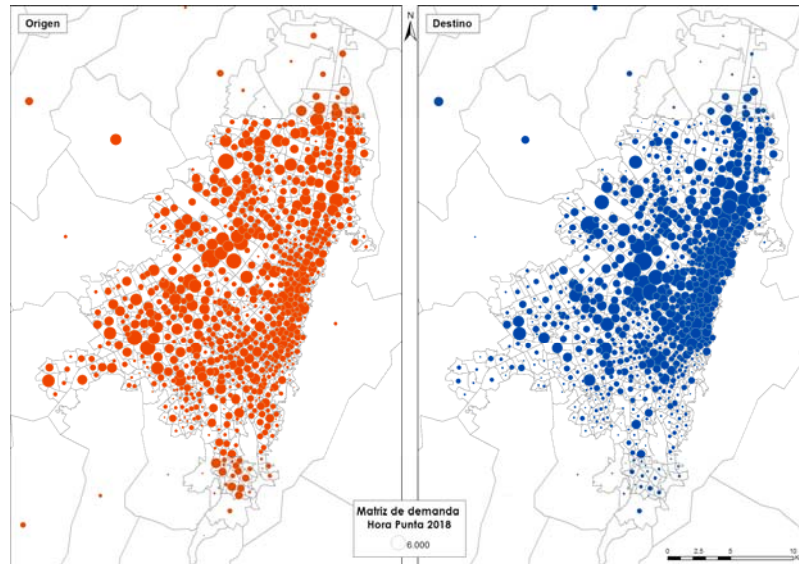 Origen
N
Destino
Matriz de demanda
Hora Punta 2018
6.000
0 2.5 5 10